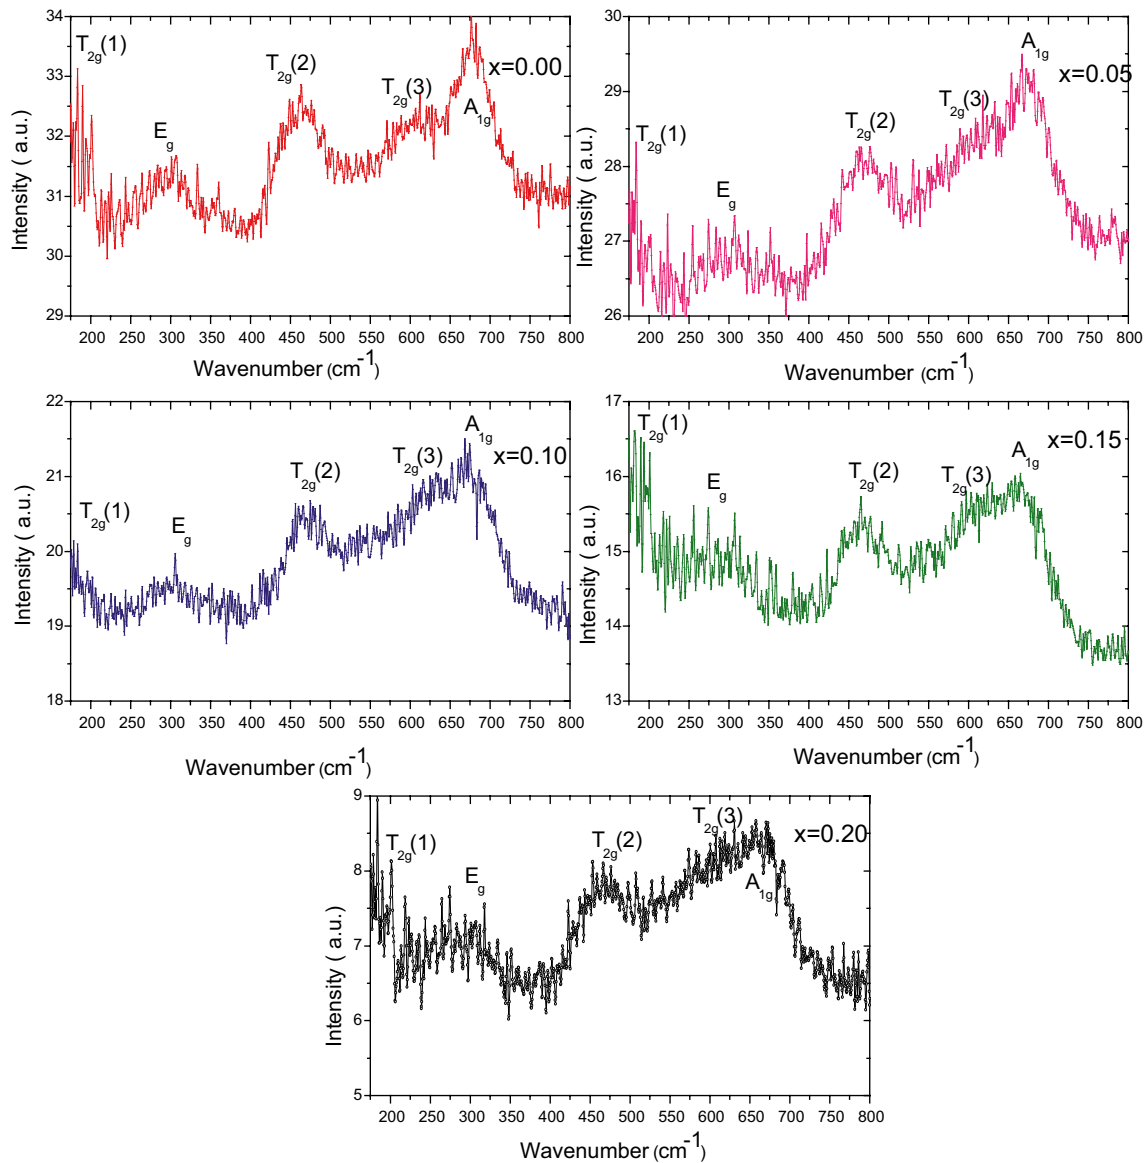 T2g(1)
Eg
T2g(2)
T2g(3)
A1g
x=0.00
Intensity ( a.u.)
34
33
32
31
30
29
200 250 300 350 400 450 500 550 600 650 700 750 800
Wavenumber (cm-1)
T2g(1)
Eg
T2g(2)
T2g(3)
A1g
x=0.05
Intensity ( a.u.)
30
29
28
27
26
200 250 300 350 400 450 500 550 600 650 700 750 800
Wavenumber (cm-1)
T2g(1)
Eg
T2g(2)
T2g(3)
A1g
x=0.10
Intensity ( a.u.)
22
21
20
19
18
200 250 300 350 400 450 500 550 600 650 700 750 800
Wavenumber (cm-1)
T2g(1)
Eg
T2g(2)
T2g(3)
A1g
x=0.15
Intensity ( a.u.)
17
16
15
14
13
200 250 300 350 400 450 500 550 600 650 700 750 800
Wavenumber (cm-1)
T2g(1)
Eg
T2g(2)
T2g(3)
A1g
x=0.20
Intensity ( a.u.)
9
8
7
6
5
200 250 300 350 400 450 500 550 600 650 700 750 800
Wavenumber (cm-1)